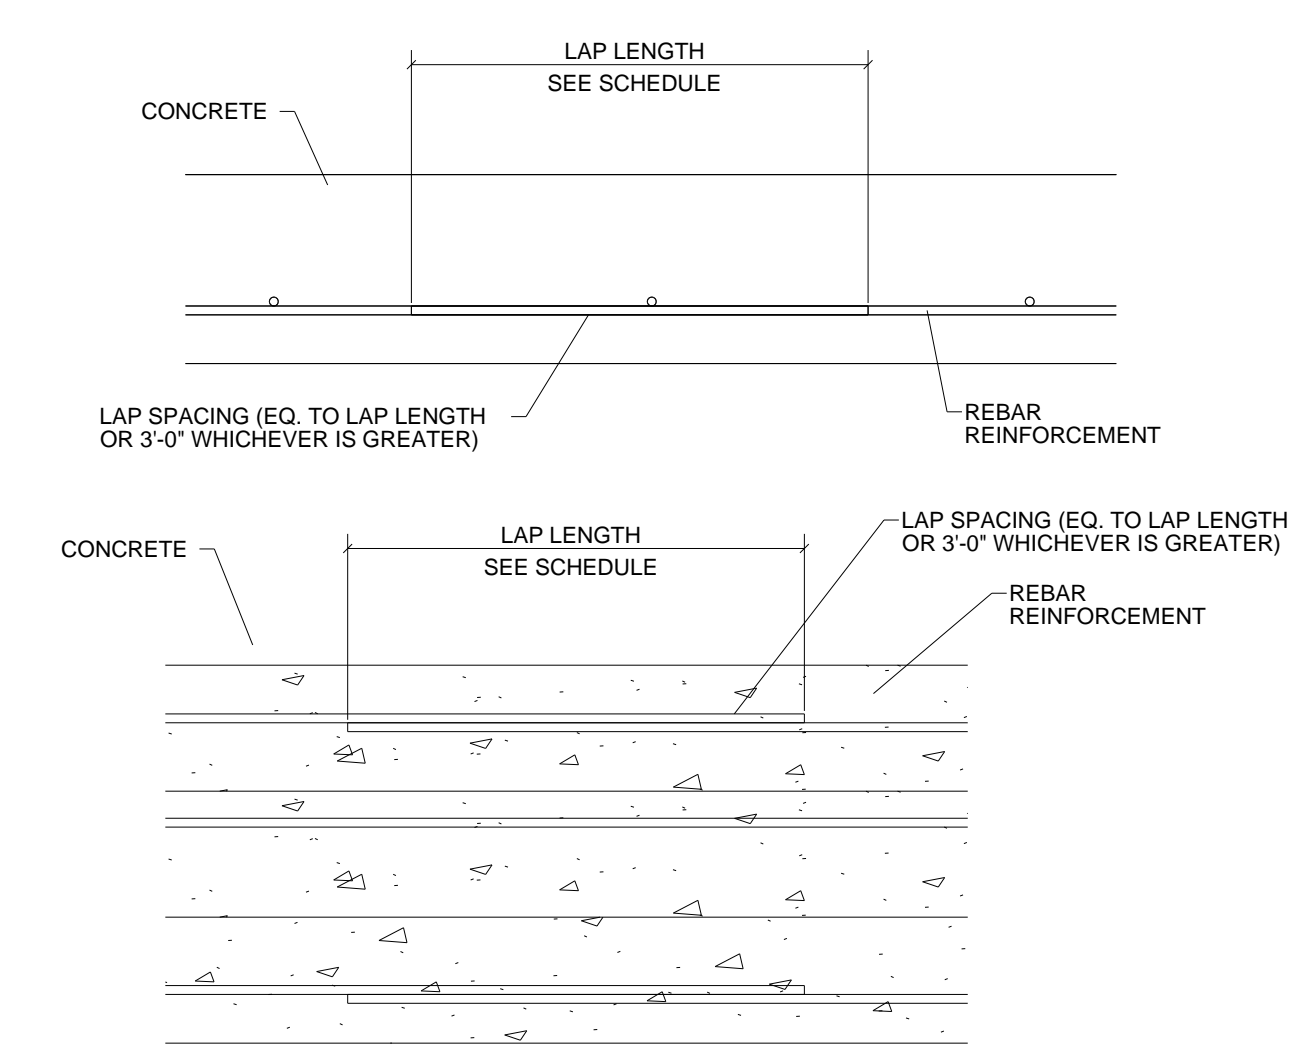 LAP LENGTH
SEE SCHEDULE
CONCRETE
LAP SPACING (EQ. TO LAP LENGTH
OR 3'-0" WHICHEVER IS GREATER)
REBAR
REINFORCEMENT
LAP SPACING (EQ. TO LAP LENGTH
OR 3'-0" WHICHEVER IS GREATER)
LAP LENGTH
SEE SCHEDULE
CONCRETE
REBAR
REINFORCEMENT